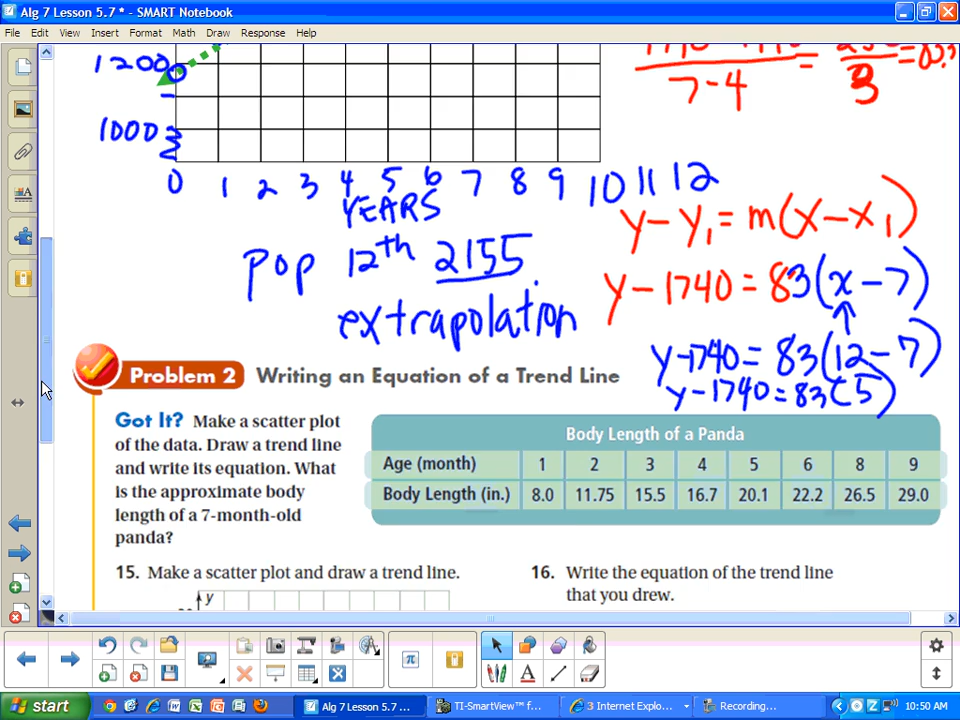 Alg 7 Lesson 5.7 * - SMART Notebook
File Edit View Insert Format Math Draw Response Help
1200
1000
7-4
3
0 1 2 3 4 5 6 7 8 9 10 11 12
YEARS
y - y₁ = m(x - x₁)
Pop 12th 2155
y - 1740 = 83(x - 7)
extrapolation
y-1740 = 83(12-7)
y-1740=83(5)
Problem 2 Writing an Equation of a Trend Line
Got It? Make a scatter plot
of the data. Draw a trend line
and write its equation. What
is the approximate body
length of a 7-month-old
panda?
Body Length of a Panda
Age (month) 1 2 3 4 5 6 8 9
Body Length (in.) 8.0 11.75 15.5 16.7 20.1 22.2 26.5 29.0
15. Make a scatter plot and draw a trend line.
y
16. Write the equation of the trend line
that you drew.
start
Alg 7 Lesson 5.7 ...
TI-SmartView™ f...
3 Internet Explo...
Recording...
10:50 AM